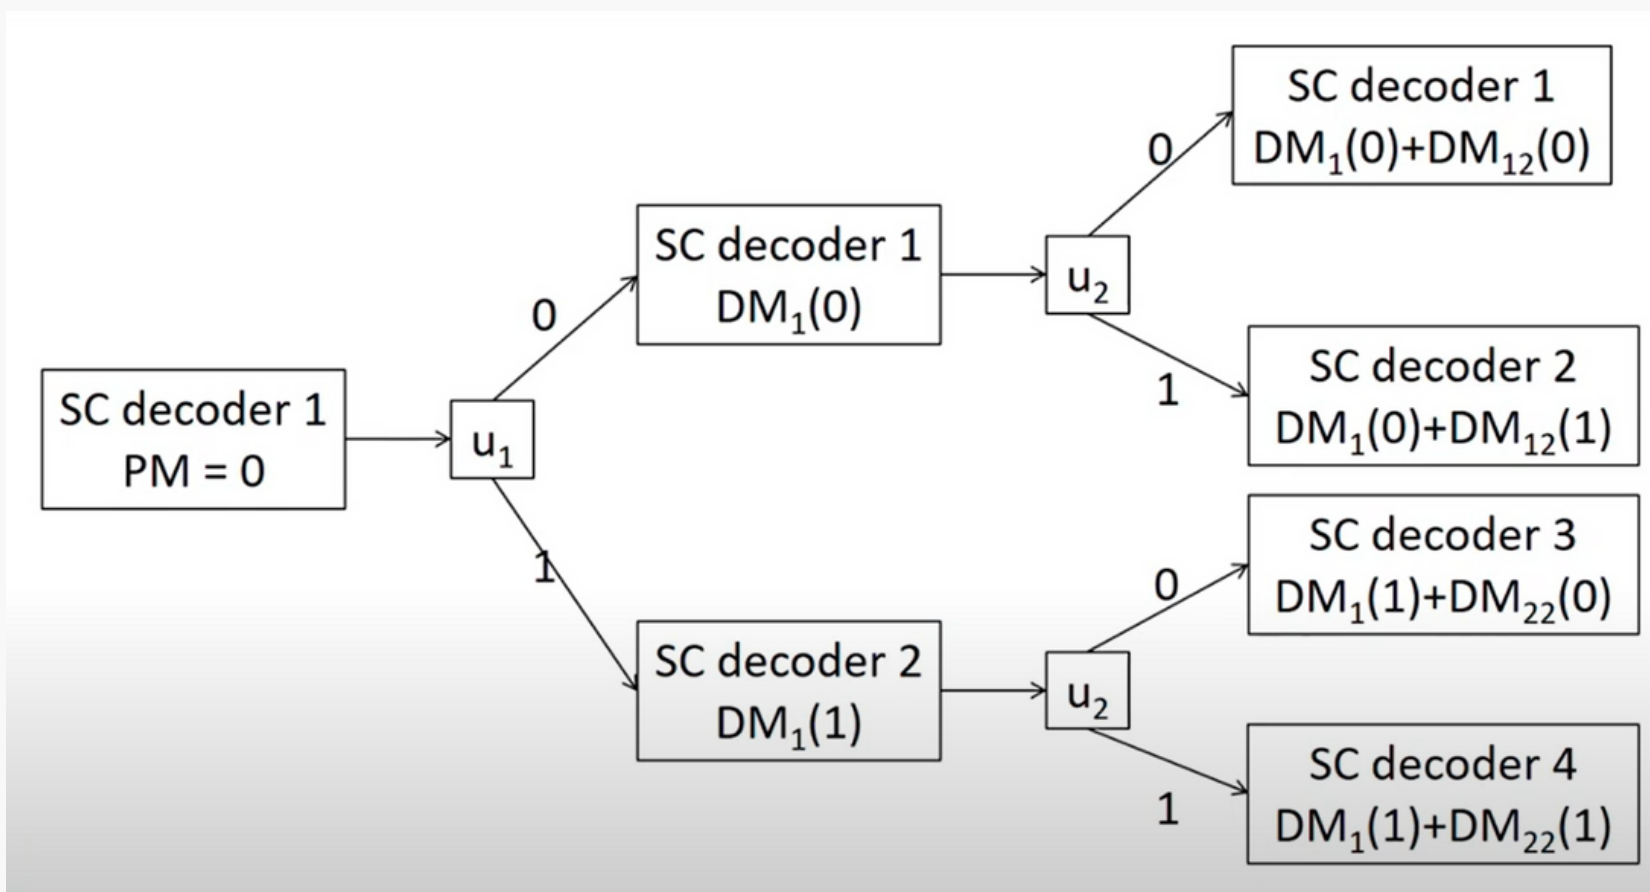 SC decoder 1
PM = 0
u₁
0
1
SC decoder 1
DM₁(0)
SC decoder 2
DM₁(1)
u₂
0
1
u₂
0
1
SC decoder 1
DM₁(0)+DM₁₂(0)
SC decoder 2
DM₁(0)+DM₁₂(1)
SC decoder 3
DM₁(1)+DM₂₂(0)
SC decoder 4
DM₁(1)+DM₂₂(1)